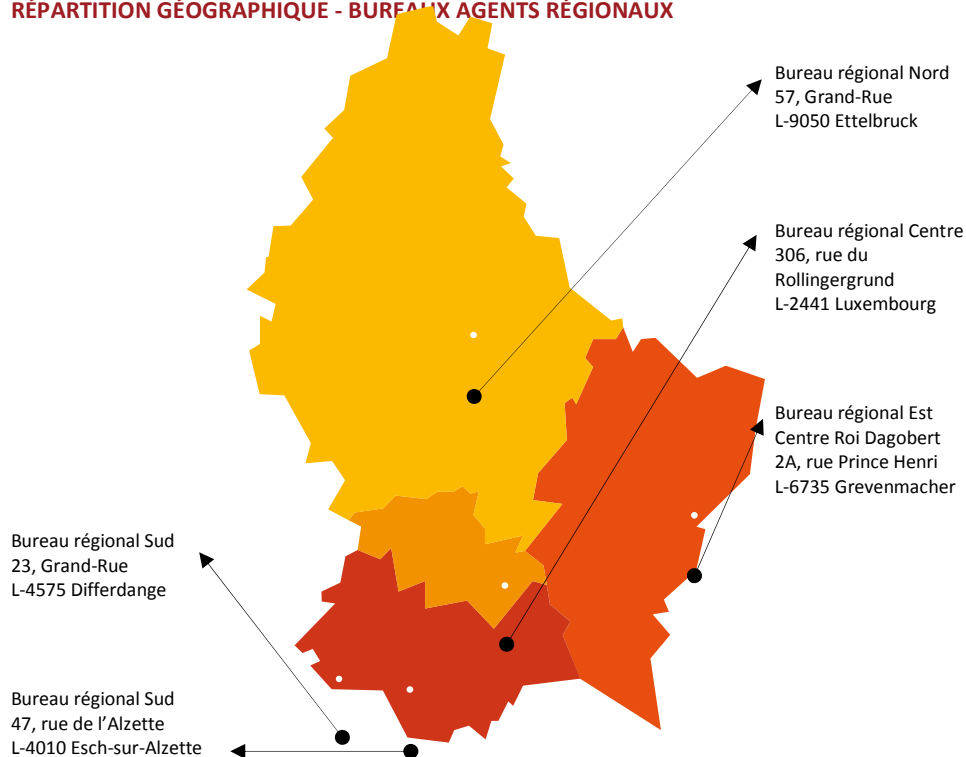 RÉPARTITION GÉOGRAPHIQUE - BUREAUX AGENTS RÉGIONAUX
Bureau régional Nord
57, Grand-Rue
L-9050 Ettelbruck
Bureau régional Centre
306, rue du
Rollingergrund
L-2441 Luxembourg
Bureau régional Est
Centre Roi Dagobert
2A, rue Prince Henri
L-6735 Grevenmacher
Bureau régional Sud
23, Grand-Rue
L-4575 Differdange
Bureau régional Sud
47, rue de l’Alzette
L-4010 Esch-sur-Alzette